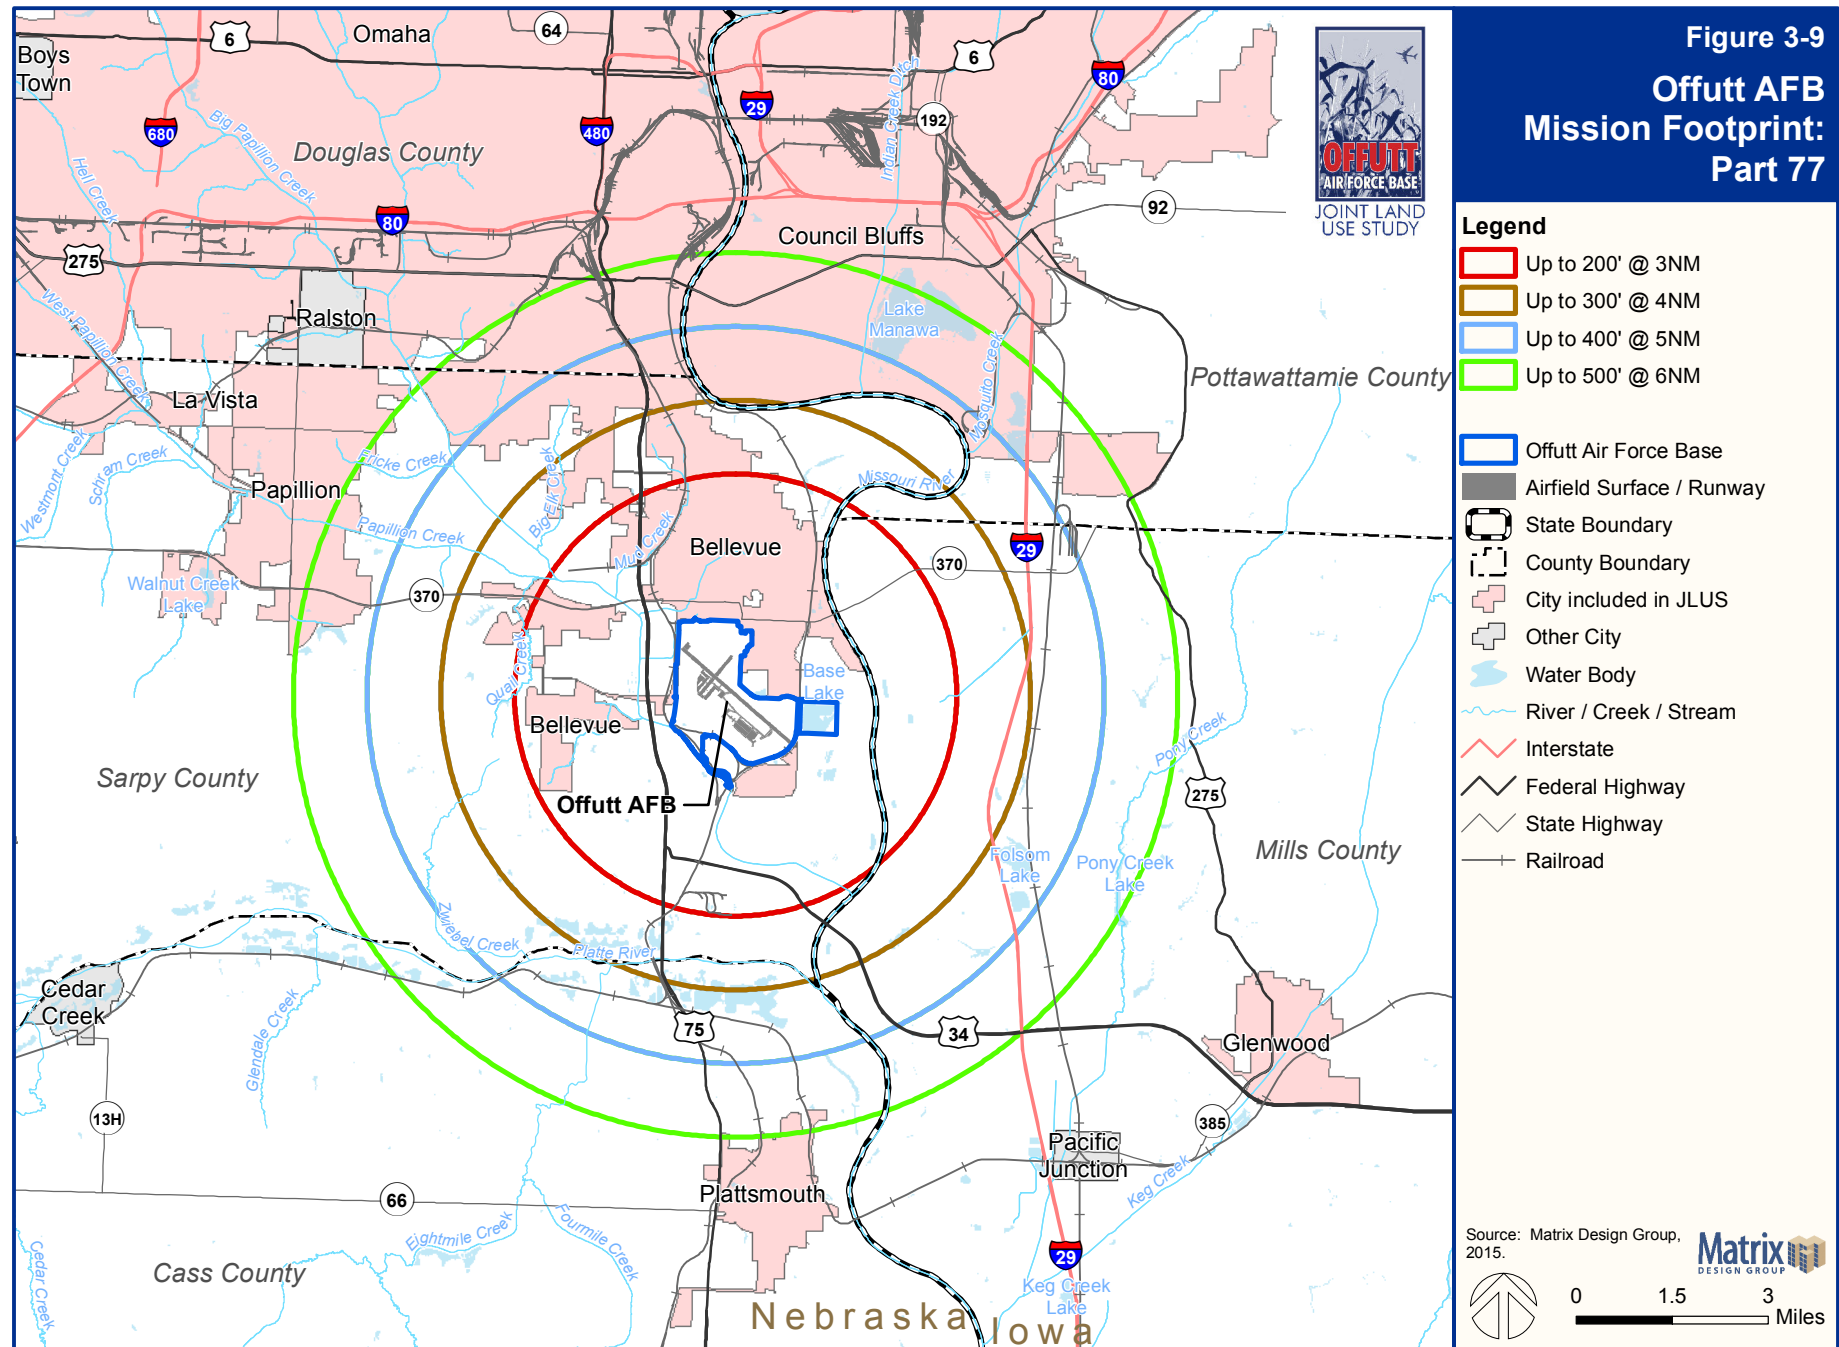 Figure 3-9
Offutt AFB
Mission Footprint:
Part 77
OFFUTT
AIR FORCE BASE
JOINT LAND
USE STUDY
Legend
Up to 200' @ 3NM
Up to 300' @ 4NM
Up to 400' @ 5NM
Up to 500' @ 6NM
Offutt Air Force Base
Airfield Surface / Runway
State Boundary
County Boundary
City included in JLUS
Other City
Water Body
River / Creek / Stream
Interstate
Federal Highway
State Highway
Railroad
Source: Matrix Design Group,
2015.
Matrix
DESIGN GROUP
0 1.5 3
Miles
Boys
Town
6
Omaha
64
6
80
29
192
680
480
Indian Creek Ditch
Big Papillion Creek
Douglas County
Hell Creek
80
92
275
Council Bluffs
West Papillion Creek
Ralston
Lake
Manawa
Mosquito Creek
Pottawattamie County
La Vista
Westmont Creek
Schram Creek
Fricke Creek
Big Elk Creek
Papillion
Missouri River
Papillion Creek
Mud Creek
Bellevue
29
370
Walnut Creek
Lake
370
Quail Creek
Base
Lake
Bellevue
Pony Creek
Sarpy County
Offutt AFB
275
Folsom
Lake
Pony Creek
Lake
Mills County
Zwiebel Creek
Platte River
Cedar
Creek
Glendale Creek
75
34
Glenwood
13H
385
Pacific
Junction
Keg Creek
66
Plattsmouth
Eightmile Creek
Fourmile Creek
Cedar Creek
Cass County
29
Keg Creek
Lake
Nebraska
Iowa